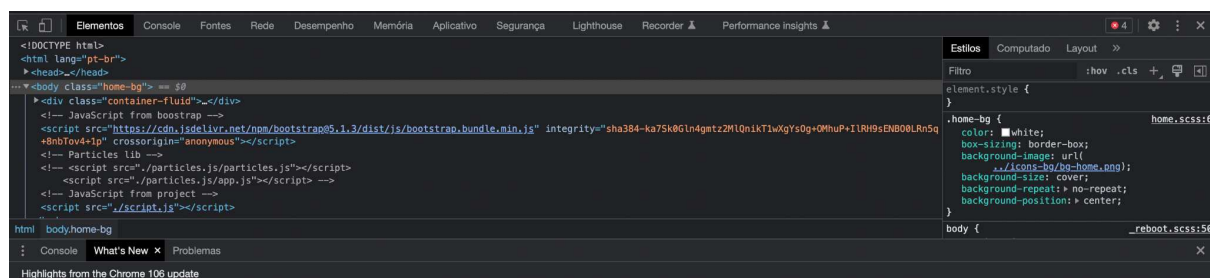 Elementos Console Fontes Rede Desempenho Memória Aplicativo Segurança Lighthouse Recorder Performance insights 4
<!DOCTYPE html>
<html lang="pt-br">
<head>…</head>
<body class="home-bg"> == $0
<div class="container-fluid">…</div>
<!-- JavaScript from boostrap -->
<script src="https://cdn.jsdelivr.net/npm/bootstrap@5.1.3/dist/js/bootstrap.bundle.min.js" integrity="sha384-ka7Sk0Gln4gmtz2MlQnikT1wXgYsOg+OMhuP+IlRH9sENBO0LRn5q
+8nbTov4+1p" crossorigin="anonymous"></script>
<!-- Particles lib -->
<!-- <script src="./particles.js/particles.js"></script>
<script src="./particles.js/app.js"></script> -->
<!-- JavaScript from project -->
<script src="./script.js"></script>
html body.home-bg
Estilos Computado Layout »
Filtro :hov .cls +
element.style {
}
.home-bg { home.scss:6
color: white;
box-sizing: border-box;
background-image: url(
../icons-bg/bg-home.png);
background-size: cover;
background-repeat: no-repeat;
background-position: center;
}
body { _reboot.scss:50
Console What's New × Problemas
Highlights from the Chrome 106 update